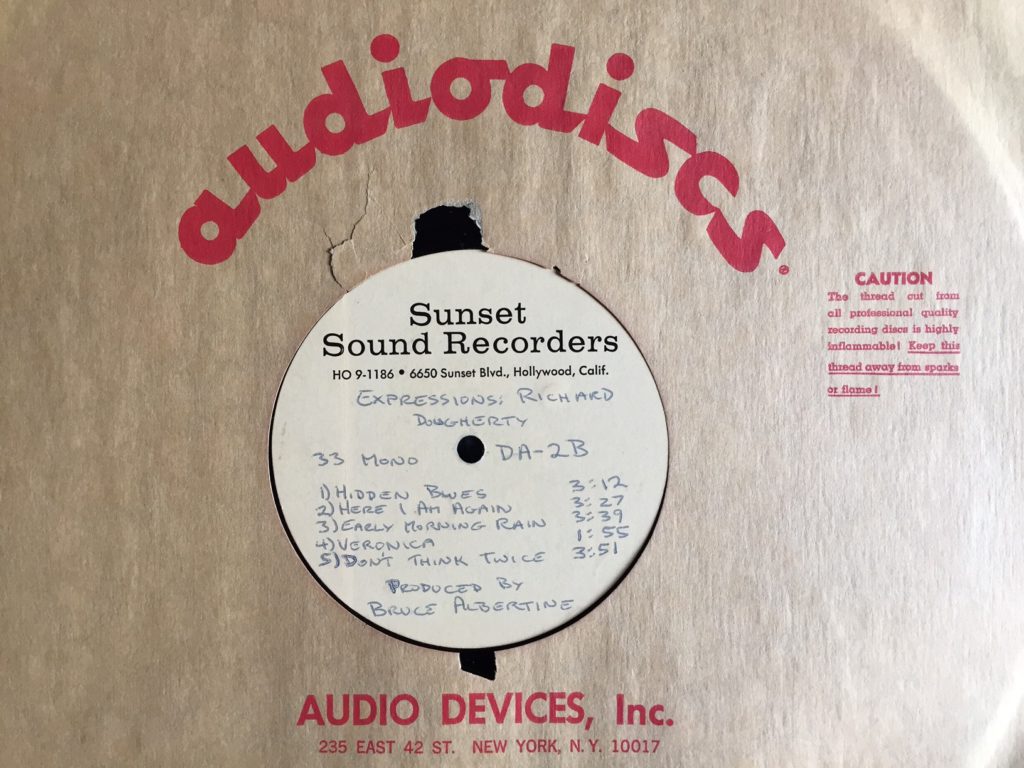 audiodiscs®
CAUTION
The thread cut from
all professional quality
recording discs is highly
inflammable! Keep this
thread away from sparks
or flame!
Sunset
Sound Recorders
HO 9-1186 • 6650 Sunset Blvd., Hollywood, Calif.
EXPRESSIONS: RICHARD
DOUGHERTY
33 MONO DA-2B
1) HIDDEN BLUES 3:12
2) HERE I AM AGAIN 3:27
3) EARLY MORNING RAIN 3:39
4) VERONICA 1:55
5) DON'T THINK TWICE 3:51
PRODUCED BY
BRUCE ALBERTINE
AUDIO DEVICES, Inc.
235 EAST 42 ST. NEW YORK, N.Y. 10017